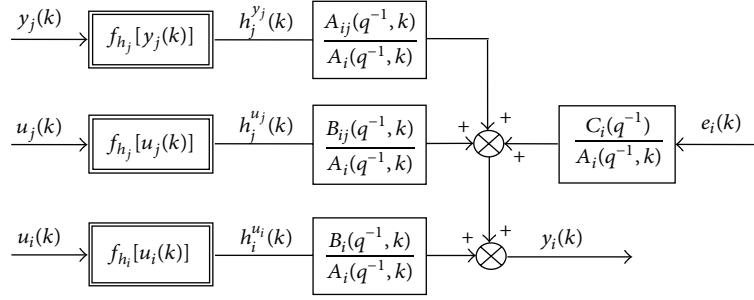 y_j(k) f_{h_j}[y_j(k)] h_j^{y_j}(k) A_{ij}(q^{-1}, k) / A_i(q^{-1}, k)
+
u_j(k) f_{h_j}[u_j(k)] h_j^{u_j}(k) B_{ij}(q^{-1}, k) / A_i(q^{-1}, k) + + C_i(q^{-1}) / A_i(q^{-1}, k) e_i(k)
+
u_i(k) f_{h_i}[u_i(k)] h_i^{u_i}(k) B_i(q^{-1}, k) / A_i(q^{-1}, k) + y_i(k)